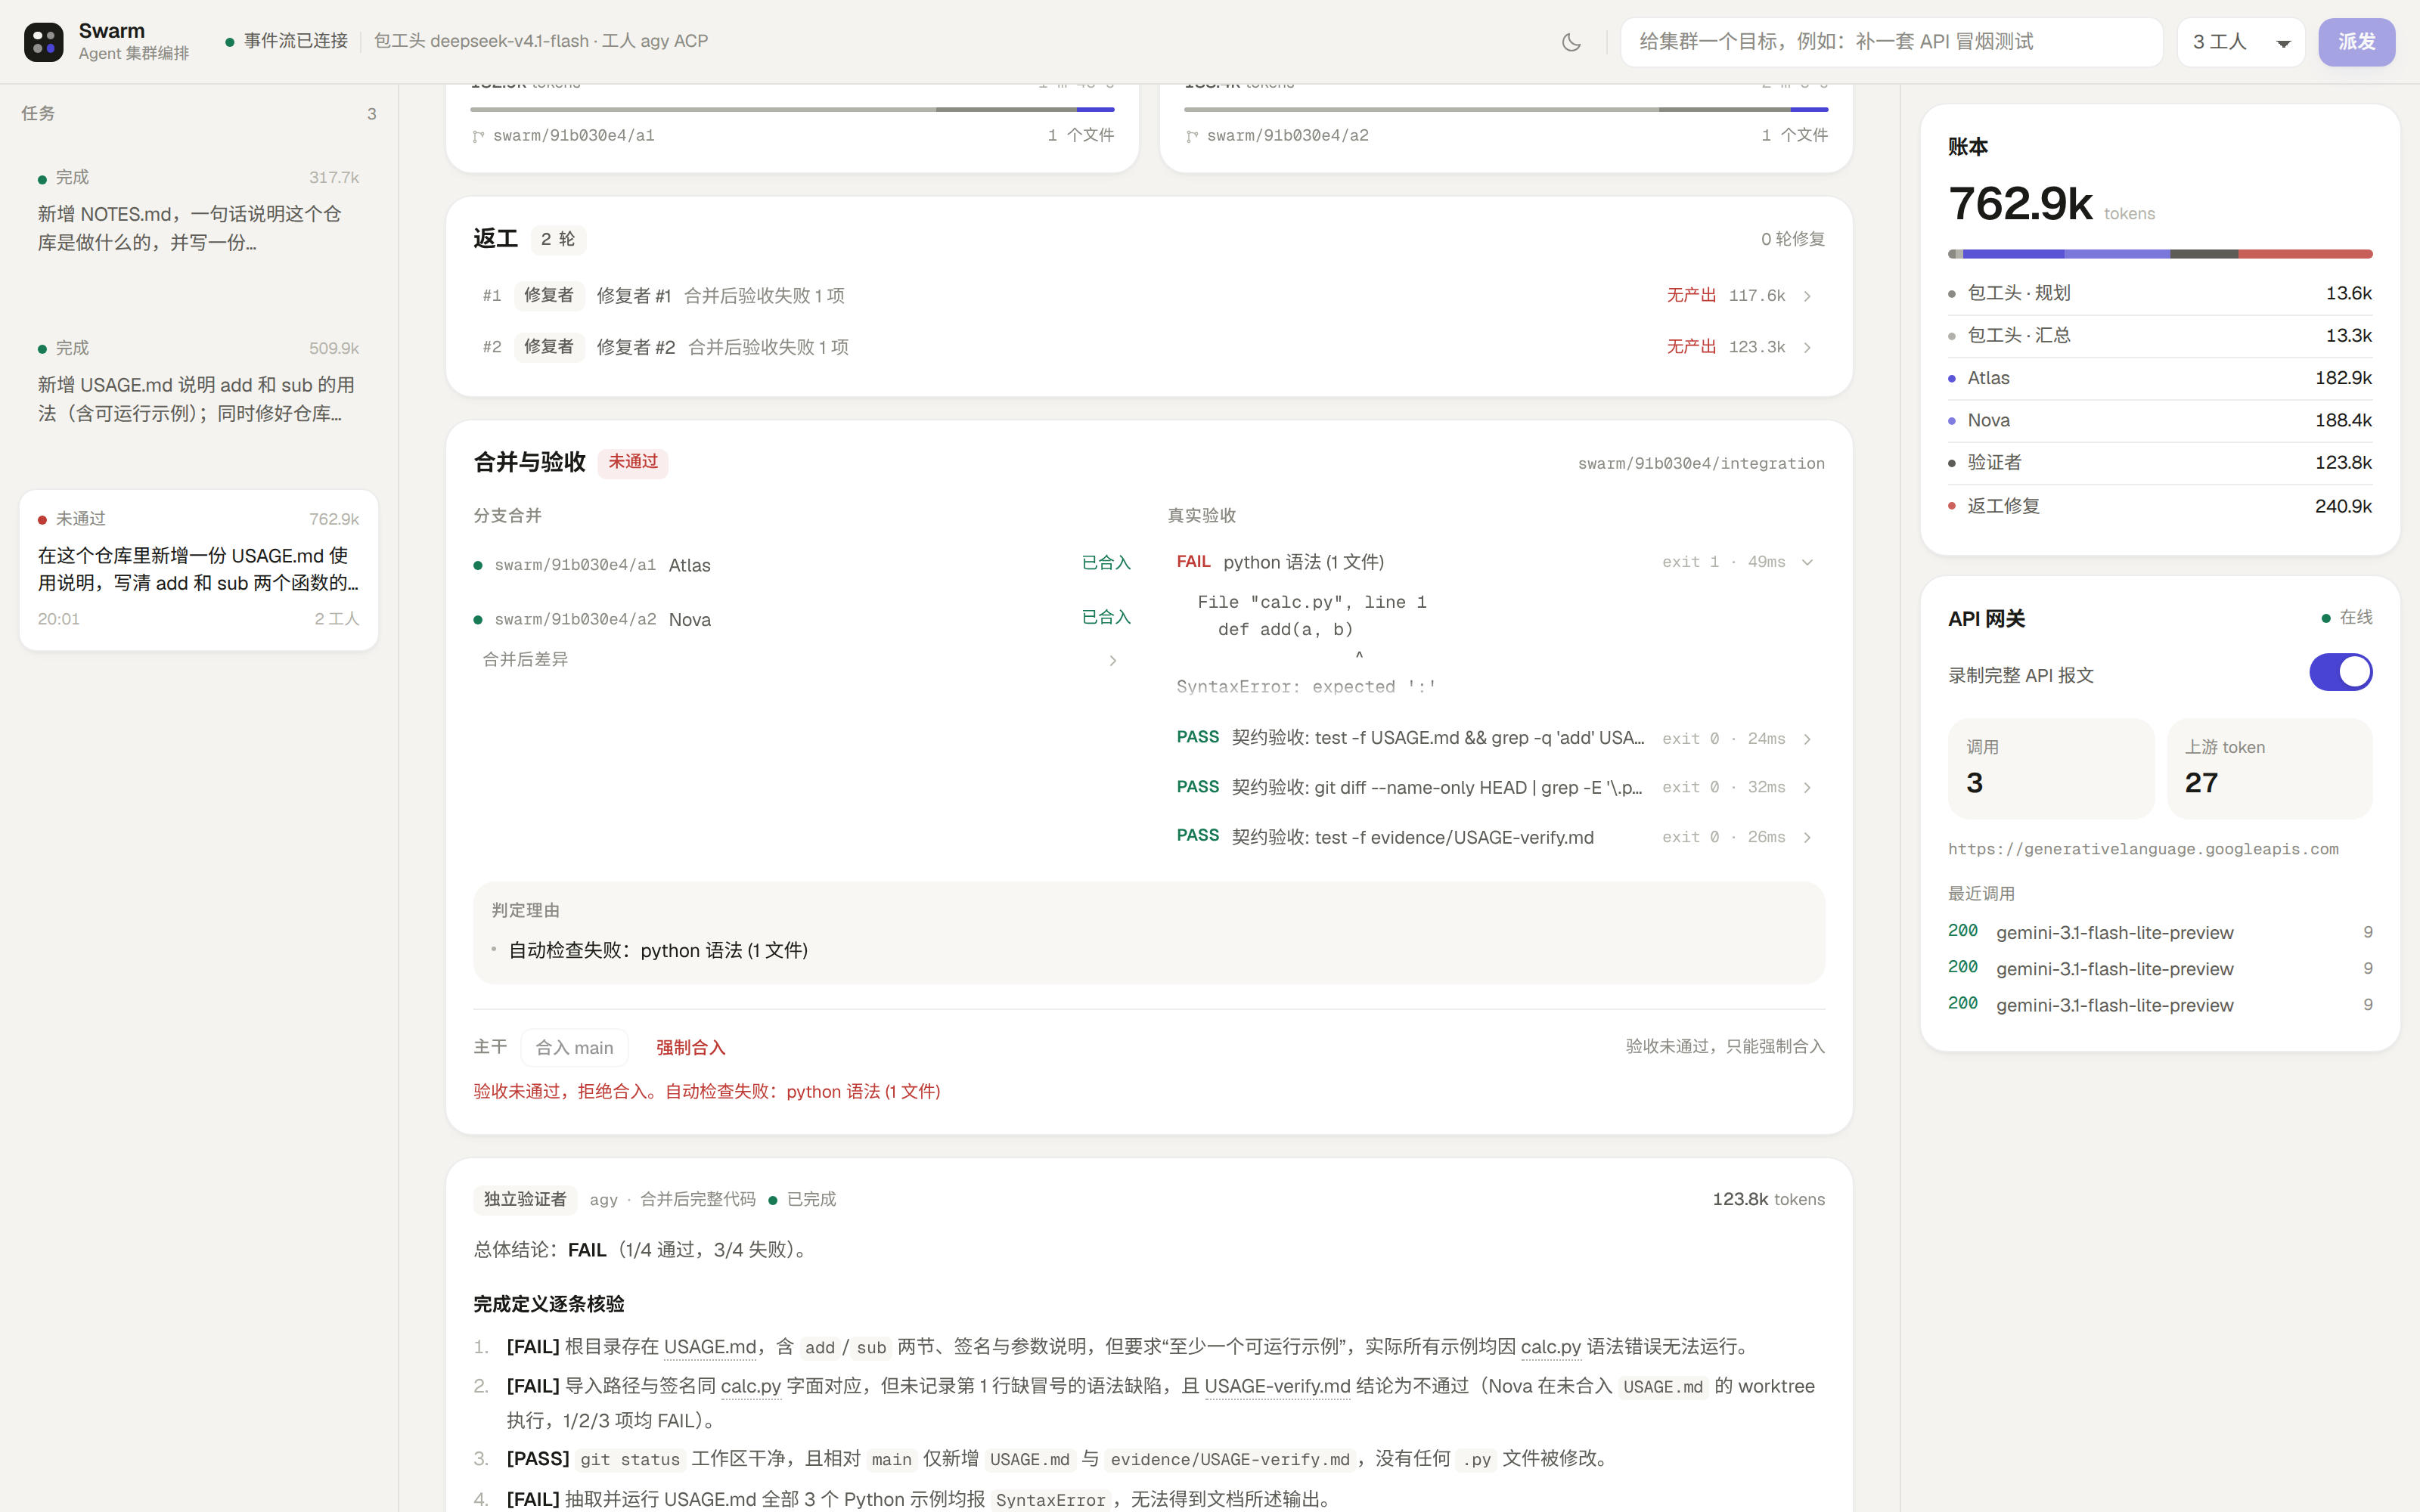 Swarm
Agent 集群编排
事件流已连接
包工头 deepseek-v4.1-flash · 工人 agy ACP
给集群一个目标，例如：补一套 API 冒烟测试
3 工人
派发
任务
3
完成
317.7k
新增 NOTES.md，一句话说明这个仓
库是做什么的，并写一份...
完成
509.9k
新增 USAGE.md 说明 add 和 sub 的用
法（含可运行示例）；同时修好仓库...
未通过
762.9k
在这个仓库里新增一份 USAGE.md 使
用说明，写清 add 和 sub 两个函数的...
20:01
2 工人
swarm/91b030e4/a1
1 个文件
swarm/91b030e4/a2
1 个文件
返工
2 轮
0 轮修复
#1 修复者 修复者 #1 合并后验收失败 1 项
无产出 117.6k
#2 修复者 修复者 #2 合并后验收失败 1 项
无产出 123.3k
合并与验收
未通过
swarm/91b030e4/integration
分支合并
swarm/91b030e4/a1 Atlas
已合入
swarm/91b030e4/a2 Nova
已合入
合并后差异
真实验收
FAIL python 语法 (1 文件)
exit 1 · 49ms
File "calc.py", line 1
def add(a, b)
^
SyntaxError: expected ':'
PASS 契约验收: test -f USAGE.md && grep -q 'add' USA...
exit 0 · 24ms
PASS 契约验收: git diff --name-only HEAD | grep -E '\.p...
exit 0 · 32ms
PASS 契约验收: test -f evidence/USAGE-verify.md
exit 0 · 26ms
判定理由
自动检查失败：python 语法 (1 文件)
主干
合入 main
强制合入
验收未通过，只能强制合入
验收未通过，拒绝合入。自动检查失败：python 语法 (1 文件)
独立验证者
agy · 合并后完整代码
已完成
123.8k tokens
总体结论：FAIL（1/4 通过，3/4 失败）。
完成定义逐条核验
1. [FAIL] 根目录存在 USAGE.md，含 add / sub 两节、签名与参数说明，但要求“至少一个可运行示例”，实际所有示例均因 calc.py 语法错误无法运行。
2. [FAIL] 导入路径与签名同 calc.py 字面对应，但未记录第 1 行缺冒号的语法缺陷，且 USAGE-verify.md 结论为不通过（Nova 在未合入 USAGE.md 的 worktree
执行，1/2/3 项均 FAIL）。
3. [PASS] git status 工作区干净，且相对 main 仅新增 USAGE.md 与 evidence/USAGE-verify.md，没有任何 .py 文件被修改。
4. [FAIL] 抽取并运行 USAGE.md 全部 3 个 Python 示例均报 SyntaxError，无法得到文档所述输出。
账本
762.9k tokens
包工头 · 规划
13.6k
包工头 · 汇总
13.3k
Atlas
182.9k
Nova
188.4k
验证者
123.8k
返工修复
240.9k
API 网关
在线
录制完整 API 报文
调用
3
上游 token
27
https://generativelanguage.googleapis.com
最近调用
200 gemini-3.1-flash-lite-preview 9
200 gemini-3.1-flash-lite-preview 9
200 gemini-3.1-flash-lite-preview 9